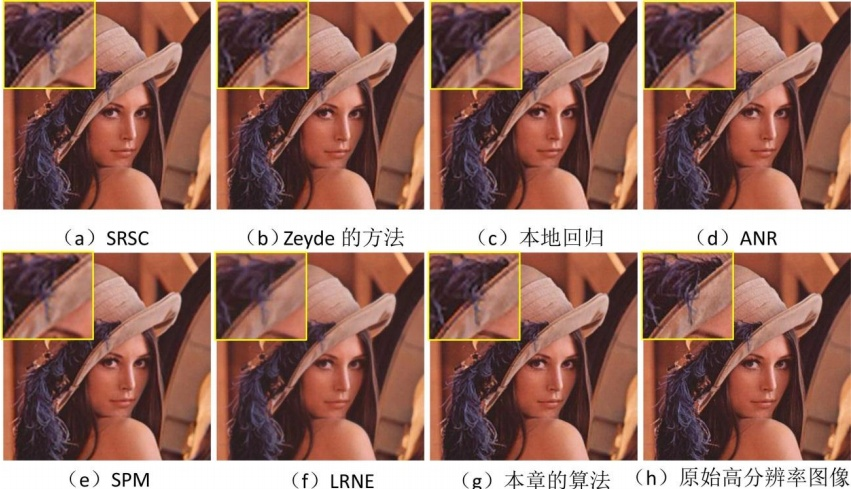 （a）SRSC
（b）Zeyde 的方法
（c）本地回归
（d）ANR
（e）SPM
（f）LRNE
（g）本章的算法
（h）原始高分辨率图像